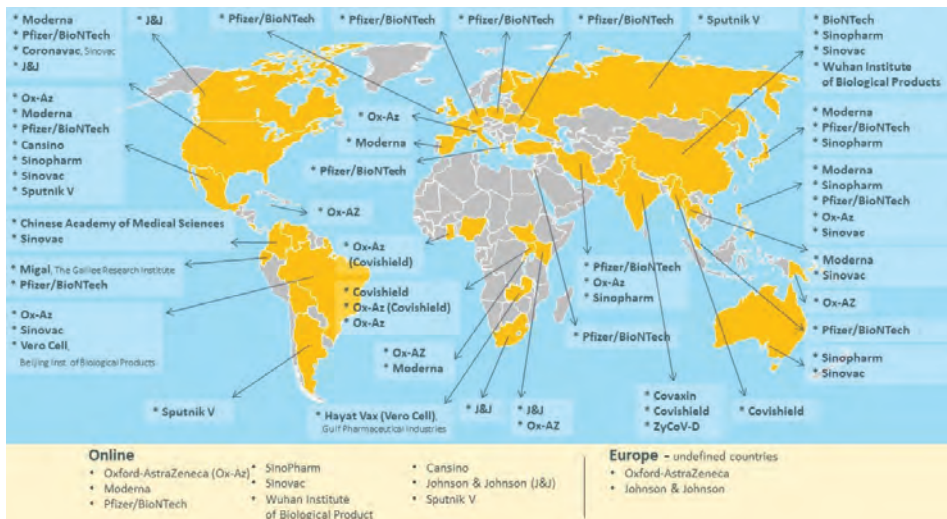 * Moderna
* Pfizer/BioNTech
* Coronavac, Sinovac
* J&J
* J&J
* Pfizer/BioNTech
* Pfizer/BioNTech
* Pfizer/BioNTech
* Pfizer/BioNTech
* Sputnik V
* BioNTech
* Sinopharm
* Sinovac
* Wuhan Institute
of Biological Products
* Ox-Az
* Moderna
* Pfizer/BioNTech
* Cansino
* Sinopharm
* Sinovac
* Sputnik V
* Ox-Az
* Moderna
* Pfizer/BioNTech
* Moderna
* Pfizer/BioNTech
* Sinopharm
* Moderna
* Sinopharm
* Pfizer/BioNTech
* Ox-Az
* Sinovac
* Ox-AZ
* Chinese Academy of Medical Sciences
* Sinovac
* Ox-Az
(Covishield)
* Migal, The Galilee Research Institute
* Pfizer/BioNTech
* Pfizer/BioNTech
* Ox-Az
* Sinopharm
* Moderna
* Sinovac
* Ox-AZ
* Covishield
* Ox-Az (Covishield)
* Ox-Az
* Ox-Az
* Sinovac
* Vero Cell,
Beijing Inst. of Biological Products
* Pfizer/BioNTech
* Pfizer/BioNTech
* Ox-AZ
* Moderna
* Sinopharm
* Sinovac
* Sputnik V
* Hayat Vax (Vero Cell),
Gulf Pharmaceutical Industries
* J&J
* J&J
* Ox-AZ
* Covaxin
* Covishield
* ZyCoV-D
* Covishield
Online
• Oxford-AstraZeneca (Ox-Az)
• Moderna
• Pfizer/BioNTech
• SinoPharm
• Sinovac
• Wuhan Institute
of Biological Product
• Cansino
• Johnson & Johnson (J&J)
• Sputnik V
Europe - undefined countries
• Oxford-AstraZeneca
• Johnson & Johnson